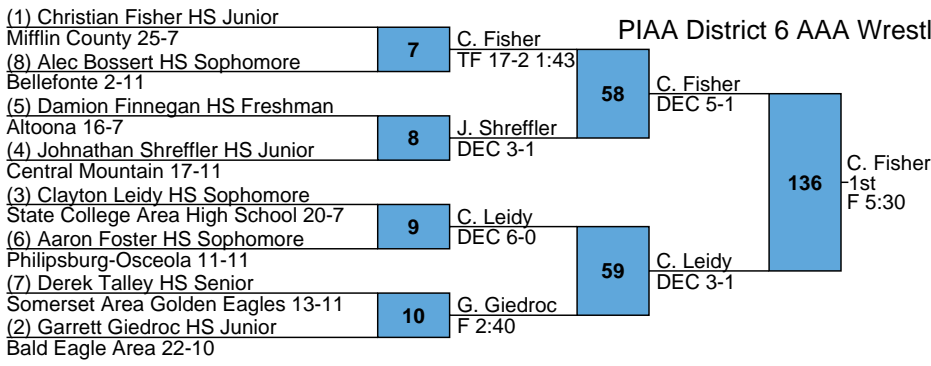 (1) Christian Fisher HS Junior
Mifflin County 25-7
(8) Alec Bossert HS Sophomore
Bellefonte 2-11
(5) Damion Finnegan HS Freshman
Altoona 16-7
(4) Johnathan Shreffler HS Junior
Central Mountain 17-11
(3) Clayton Leidy HS Sophomore
State College Area High School 20-7
(6) Aaron Foster HS Sophomore
Philipsburg-Osceola 11-11
(7) Derek Talley HS Senior
Somerset Area Golden Eagles 13-11
(2) Garrett Giedroc HS Junior
Bald Eagle Area 22-10
7
8
9
10
C. Fisher
TF 17-2 1:43
J. Shreffler
DEC 3-1
C. Leidy
DEC 6-0
G. Giedroc
F 2:40
58
59
PIAA District 6 AAA Wrestl
C. Fisher
DEC 5-1
C. Leidy
DEC 3-1
136
C. Fisher
1st
F 5:30